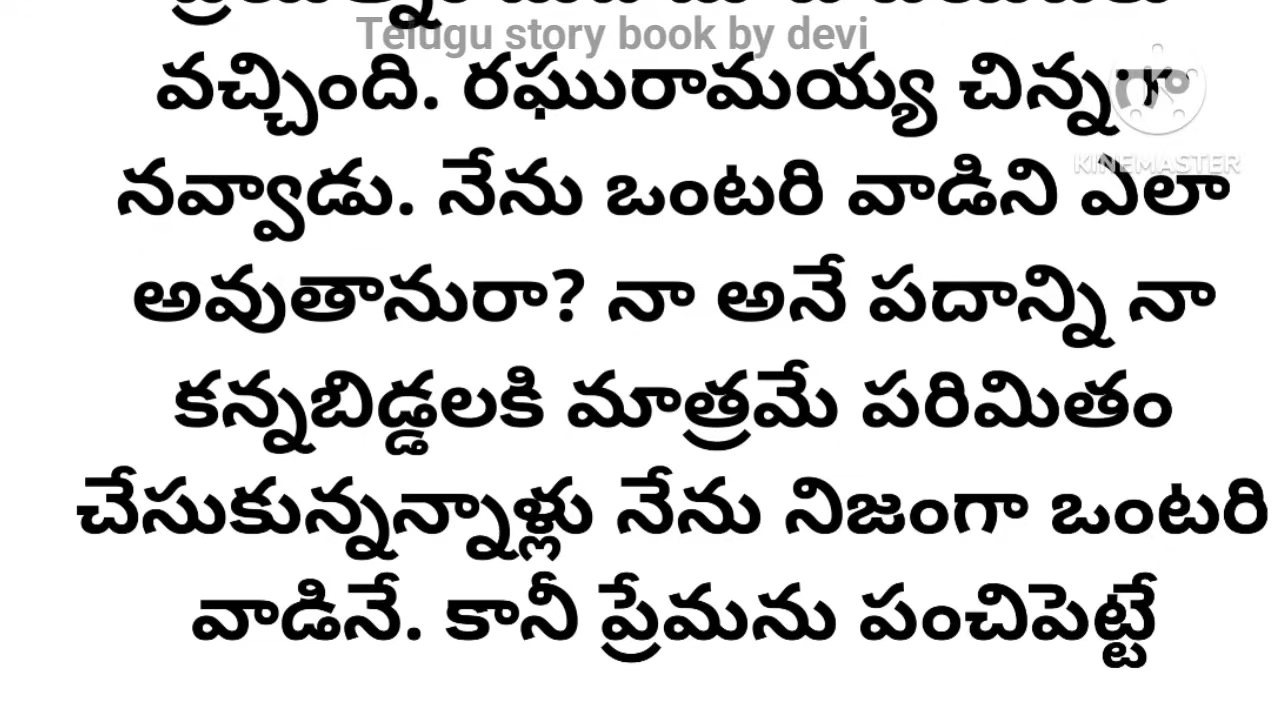 Telugu story book by devi
వచ్చింది. రఘురామయ్య చిన్నగా
KINEMASTER
నవ్వాడు. నేను ఒంటరి వాడిని ఎలా
అవుతానురా? నా అనే పదాన్ని నా
కన్నబిడ్డలకి మాత్రమే పరిమితం
చేసుకున్నన్నాళ్లు నేను నిజంగా ఒంటరి
వాడినే. కానీ ప్రేమను పంచిపెట్టే